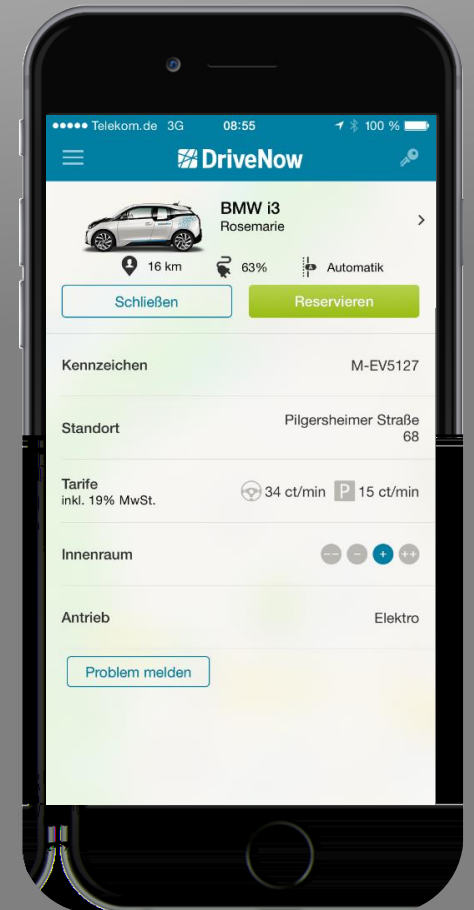 Telekom.de 3G 08:55 100 %
DriveNow
BMW i3
Rosemarie
16 km 63% Automatik
Schließen Reservieren
Kennzeichen M-EV5127
Standort Pilgersheimer Straße
68
Tarife
inkl. 19% MwSt. 34 ct/min P 15 ct/min
Innenraum -- - + ++
Antrieb Elektro
Problem melden